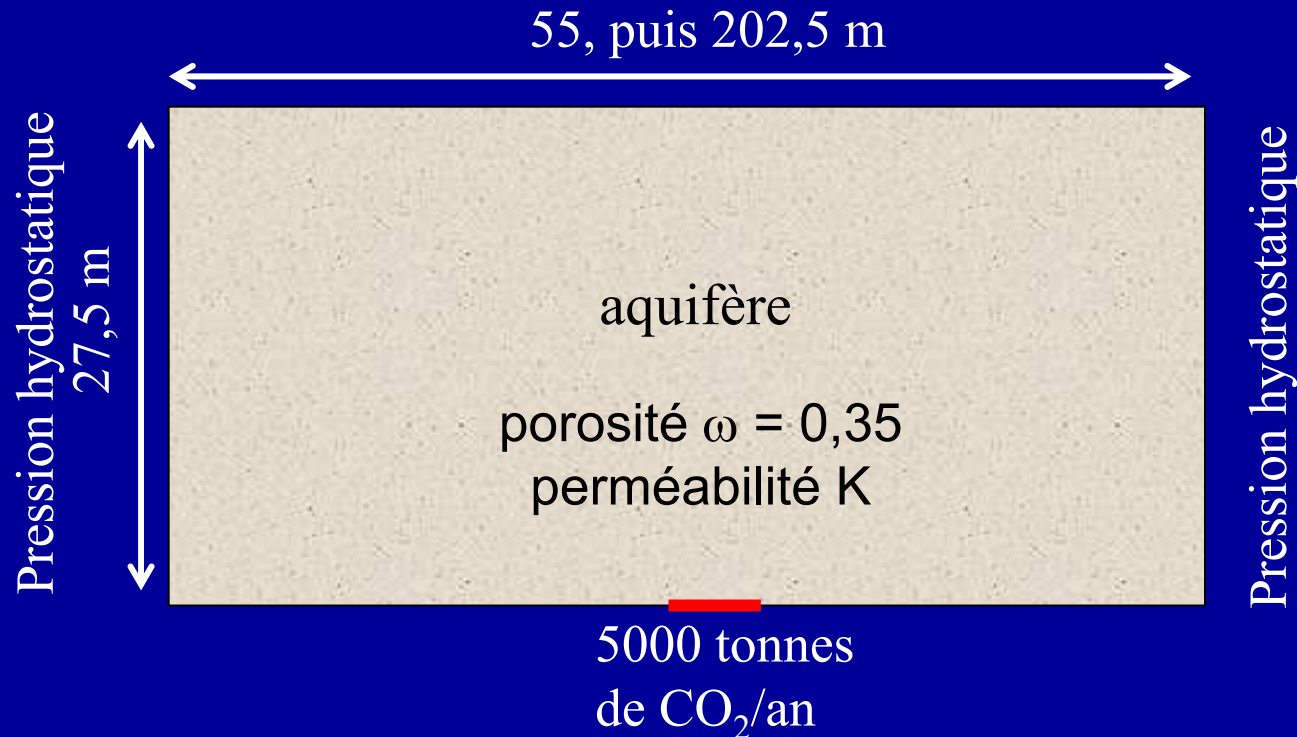 55, puis 202,5 m
Pression hydrostatique
27,5 m
aquifère
porosité ω = 0,35
perméabilité K
Pression hydrostatique
5000 tonnes
de CO₂/an